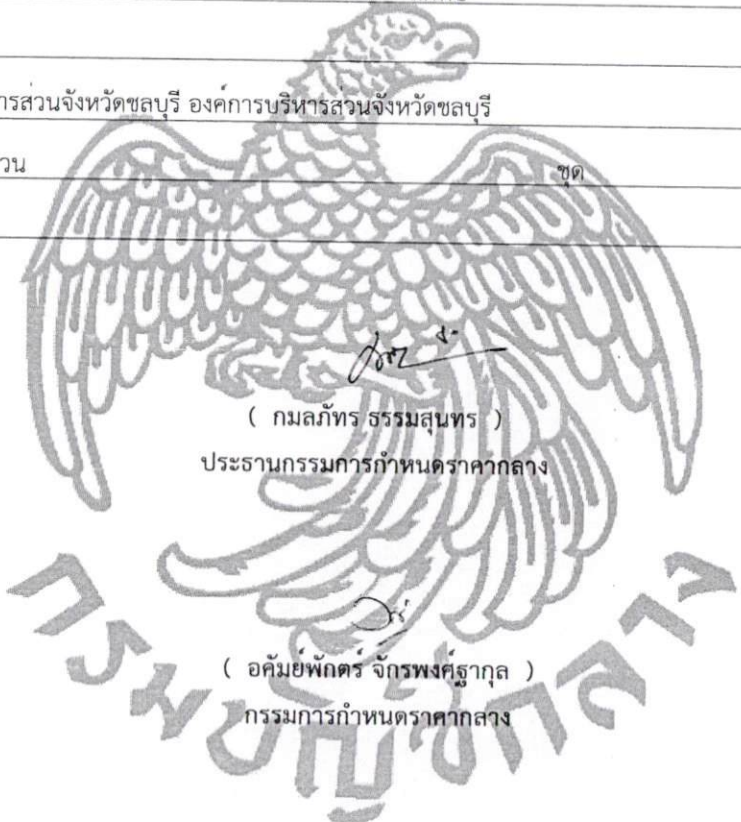 ารส่วนจังหวัดชลบุรี องค์การบริหารส่วนจังหวัดชลบุรี
วน ชุด
( กมลภัทร ธรรมสุนทร )
ประธานกรรมการกำหนดราคากลาง
( อคัมย์พักตร์ จักรพงศ์ฐากุล )
กรรมการกำหนดราคากลาง
กรมบัญชีกลาง